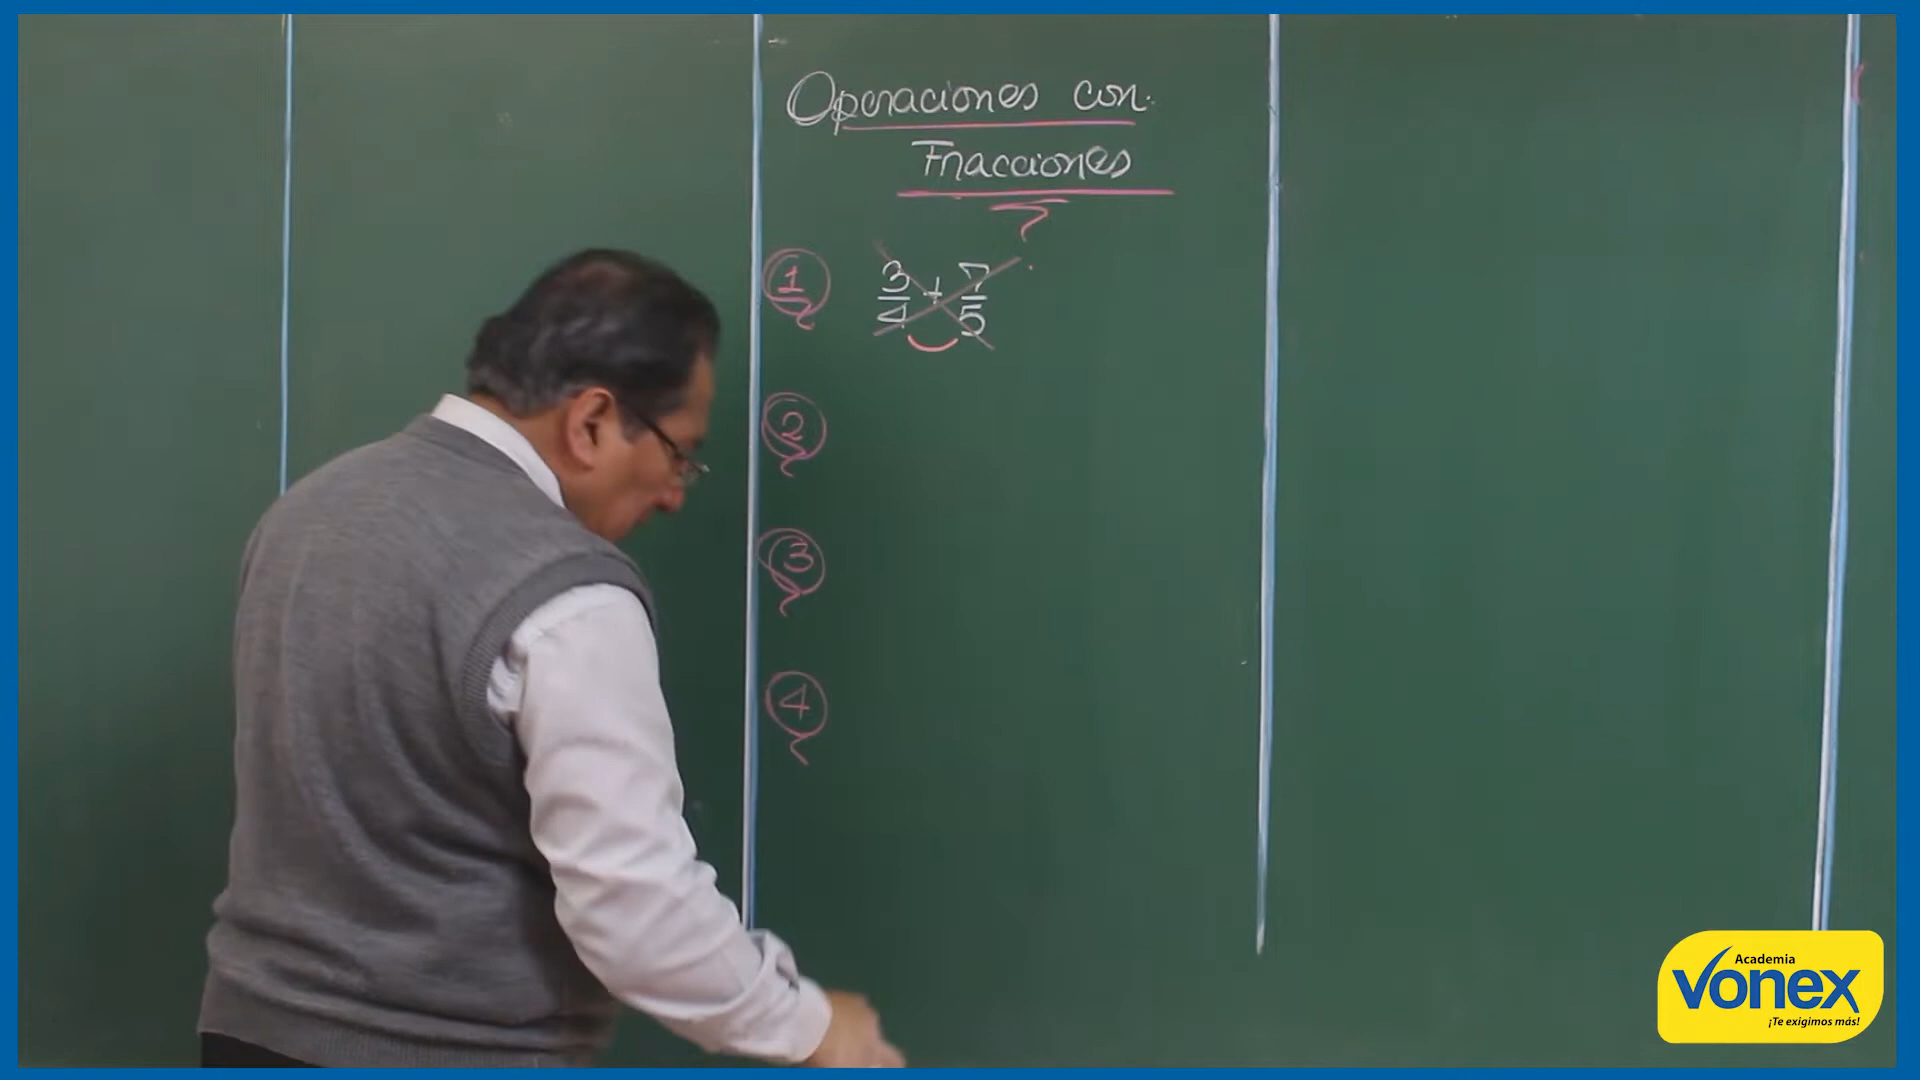 Operaciones con
Fracciones
1
3/4 + 7/5
2
3
4
Academia
vonex
¡Te exigimos más!